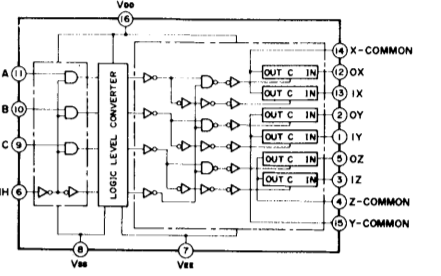 VDD
16
A 11
B 10
C 9
IH 6
LOGIC LEVEL CONVERTER
OUT C IN
OUT C IN
OUT C IN
OUT C IN
OUT C IN
OUT C IN
14 X-COMMON
12 OX
13 IX
2 OY
1 IY
5 OZ
3 IZ
4 Z-COMMON
15 Y-COMMON
8
VSS
7
VEE